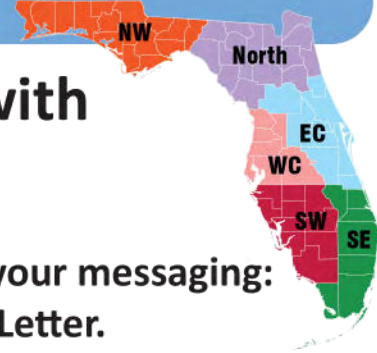 NW
North
with
EC
WC
SW
SE
your messaging:
Letter.